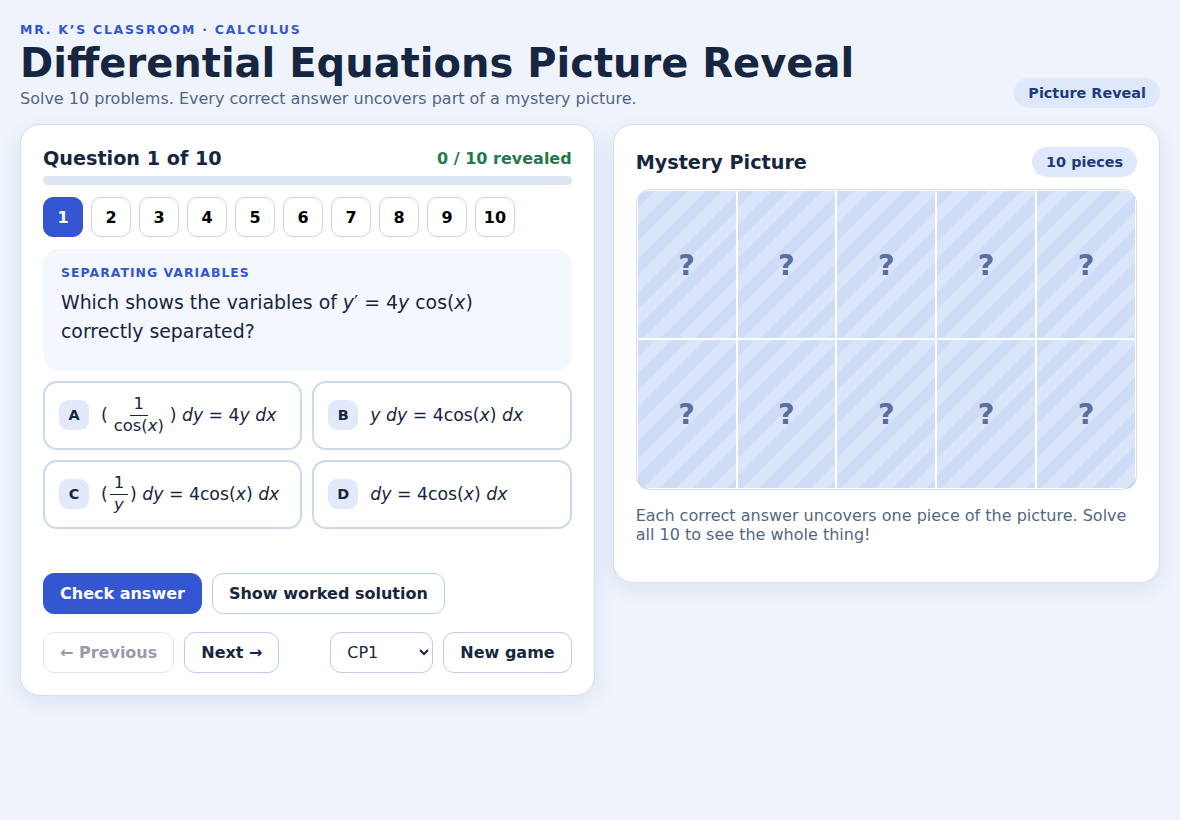 MR. K’S CLASSROOM · CALCULUS
Differential Equations Picture Reveal
Solve 10 problems. Every correct answer uncovers part of a mystery picture.
Picture Reveal
Question 1 of 10
0 / 10 revealed
1 2 3 4 5 6 7 8 9 10
SEPARATING VARIABLES
Which shows the variables of y′ = 4y cos(x)
correctly separated?
A (1/cos(x)) dy = 4y dx
B y dy = 4cos(x) dx
C (1/y) dy = 4cos(x) dx
D dy = 4cos(x) dx
Check answer
Show worked solution
← Previous
Next →
CP1
New game
Mystery Picture
10 pieces
? ? ? ? ?
? ? ? ? ?
Each correct answer uncovers one piece of the picture. Solve
all 10 to see the whole thing!